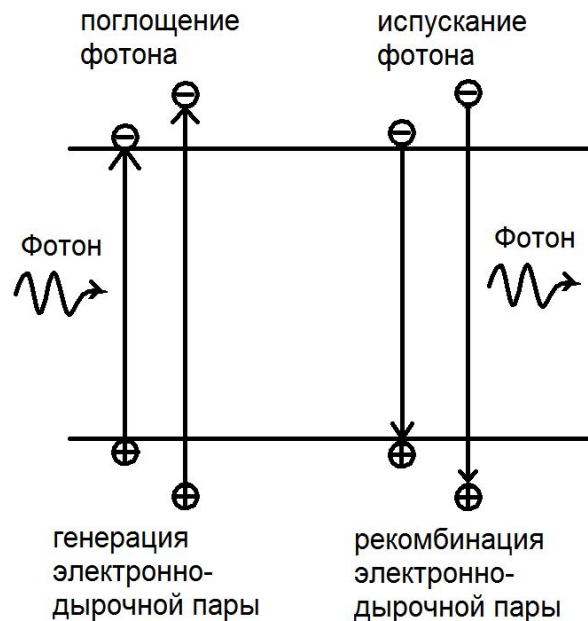 поглощение
фотона
испускание
фотона
Фотон
Фотон
генерация
электронно-
дырочной пары
рекомбинация
электронно-
дырочной пары